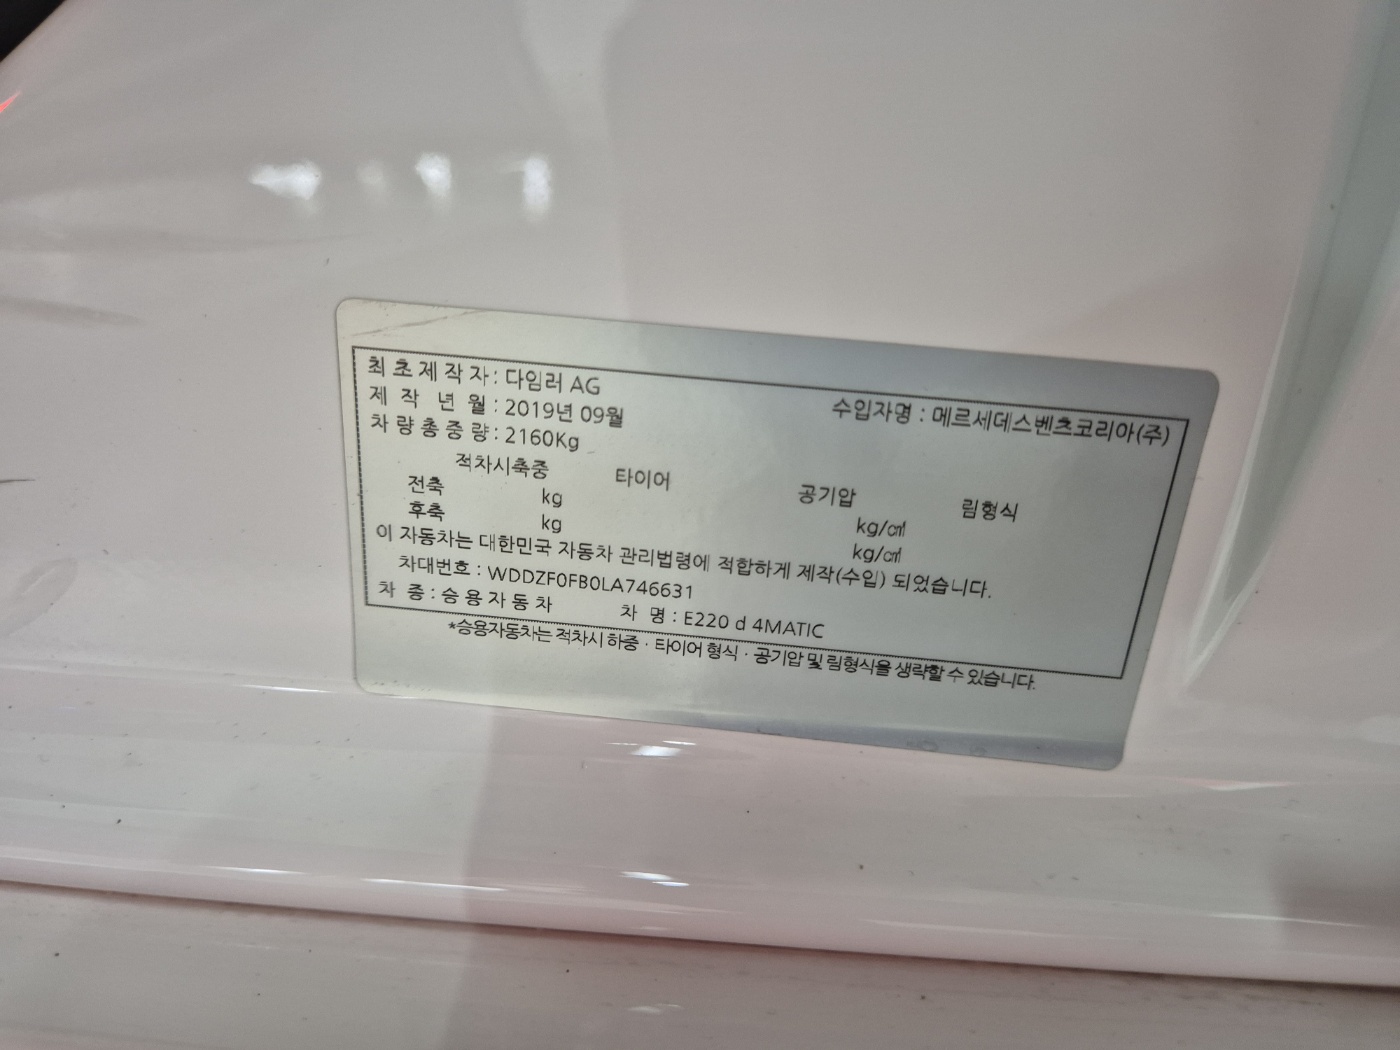 최 초 제 작 자 : 다임러 AG
제 작 년 월 : 2019년 09월 수입자명 : 메르세데스벤츠코리아(주)
차 량 총 중 량 : 2160Kg
적차시축중 타이어 공기압 림형식
전축 kg kg/㎠
후축 kg kg/㎠
이 자동차는 대한민국 자동차 관리법령에 적합하게 제작(수입) 되었습니다.
차대번호 : WDDZF0FB0LA746631
차 종 : 승 용 자 동 차 차 명 : E220 d 4MATIC
*승용자동차는 적차시 하중 · 타이어 형식 · 공기압 및 림형식을 생략할 수 있습니다.